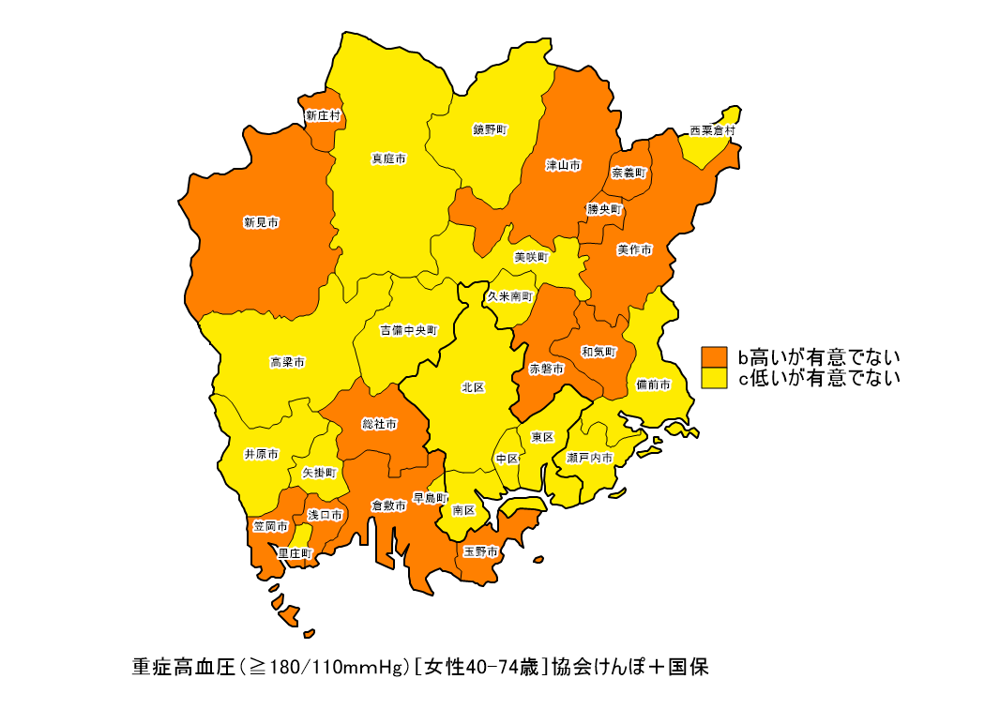 新庄村
鏡野町
西粟倉村
真庭市
津山市
奈義町
勝央町
新見市
美作市
美咲町
久米南町
吉備中央町
高梁市
和気町
赤磐市
備前市
北区
b高いが有意でない
c低いが有意でない
総社市
東区
井原市
中区
瀬戸内市
矢掛町
早島町
倉敷市
南区
浅口市
笠岡市
里庄町
玉野市
重症高血圧(≧180/110mmHg)[女性40-74歳]協会けんぽ＋国保